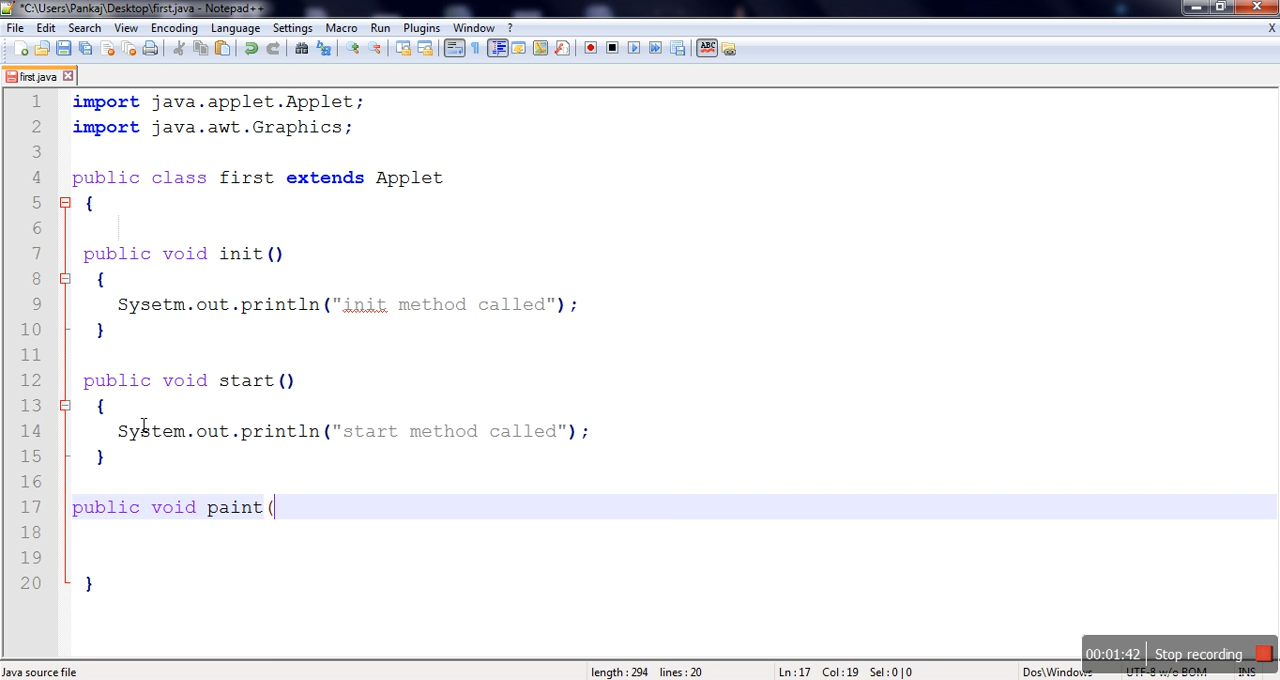 *C:\Users\Pankaj\Desktop\first.java - Notepad++
File Edit Search View Encoding Language Settings Macro Run Plugins Window ? X
ABC
first.java
1 import java.applet.Applet;
2 import java.awt.Graphics;
3
4 public class first extends Applet
5 {
6
7 public void init()
8 {
9 Sysetm.out.println("init method called");
10 }
11
12 public void start()
13 {
14 System.out.println("start method called");
15 }
16
17 public void paint(
18
19
20 }
00:01:42 Stop recording
Java source file length : 294 lines : 20 Ln : 17 Col : 19 Sel : 0 | 0 Dos\Windows UTF-8 w/o BOM INS